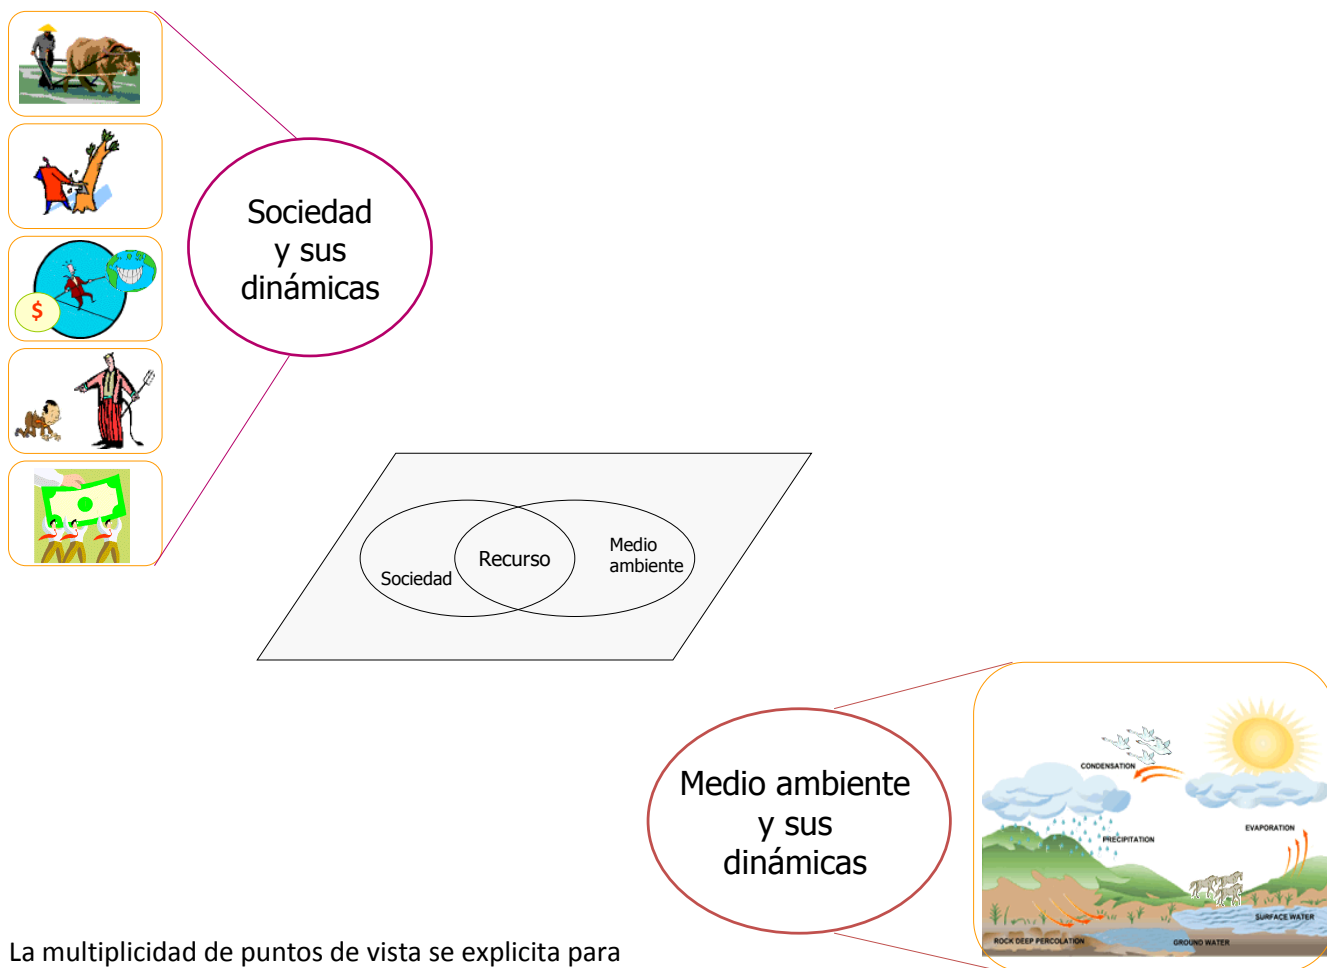 Sociedad
y sus
dinámicas
$
Sociedad
Recurso
Medio
ambiente
Medio ambiente
y sus
dinámicas
CONDENSATION
PRECIPITATION
EVAPORATION
SURFACE WATER
ROCK DEEP PERCOLATION
GROUND WATER
La multiplicidad de puntos de vista se explicita para